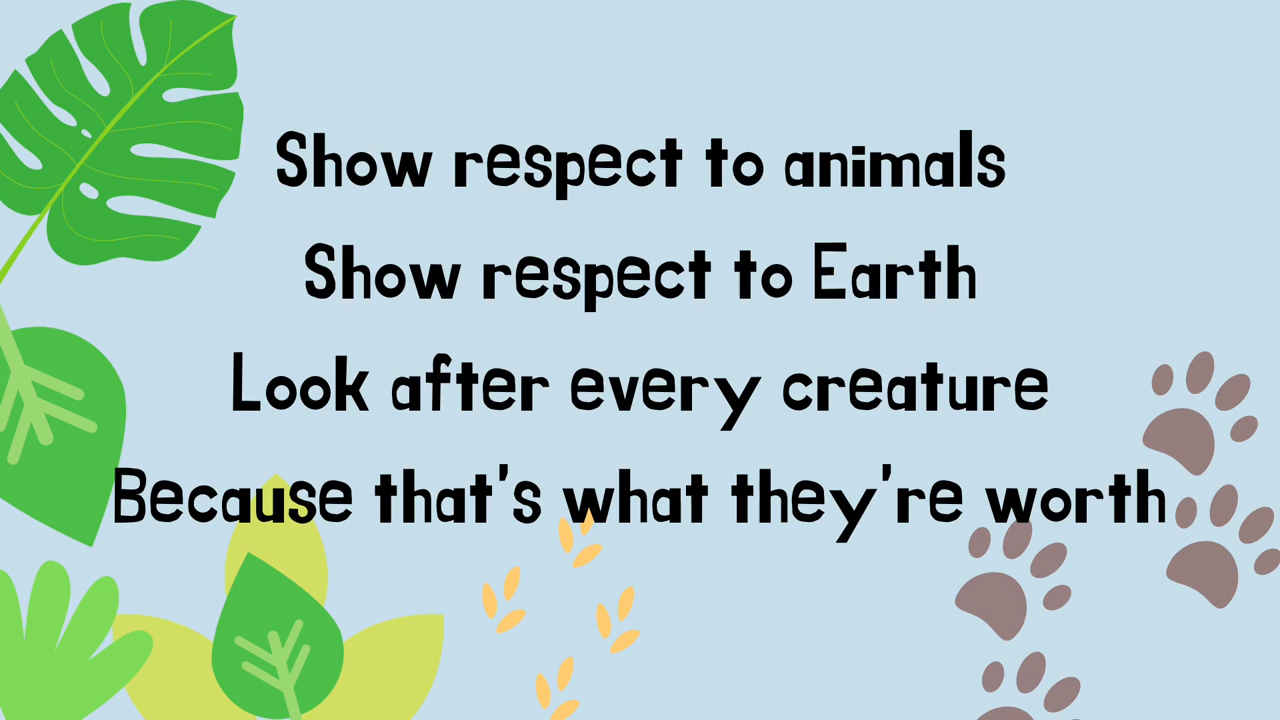 Show respect to animals
Show respect to Earth
Look after every creature
Because that's what they're worth